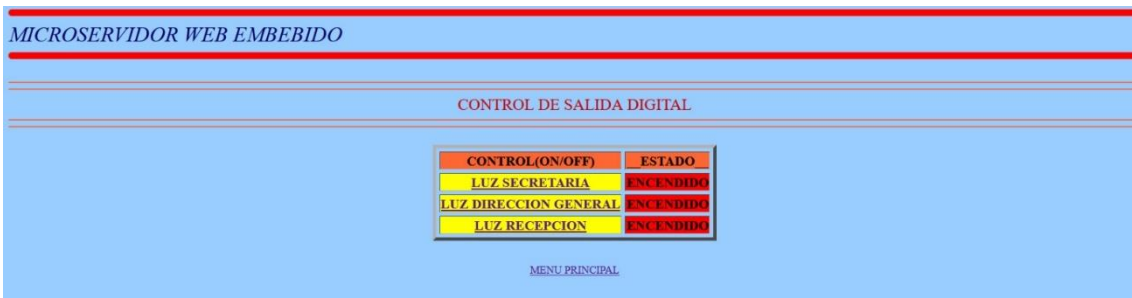 MICROSERVIDOR WEB EMBEBIDO
CONTROL DE SALIDA DIGITAL
CONTROL(ON/OFF) __ESTADO__
LUZ SECRETARIA ENCENDIDO
LUZ DIRECCION GENERAL ENCENDIDO
LUZ RECEPCION ENCENDIDO
MENU PRINCIPAL